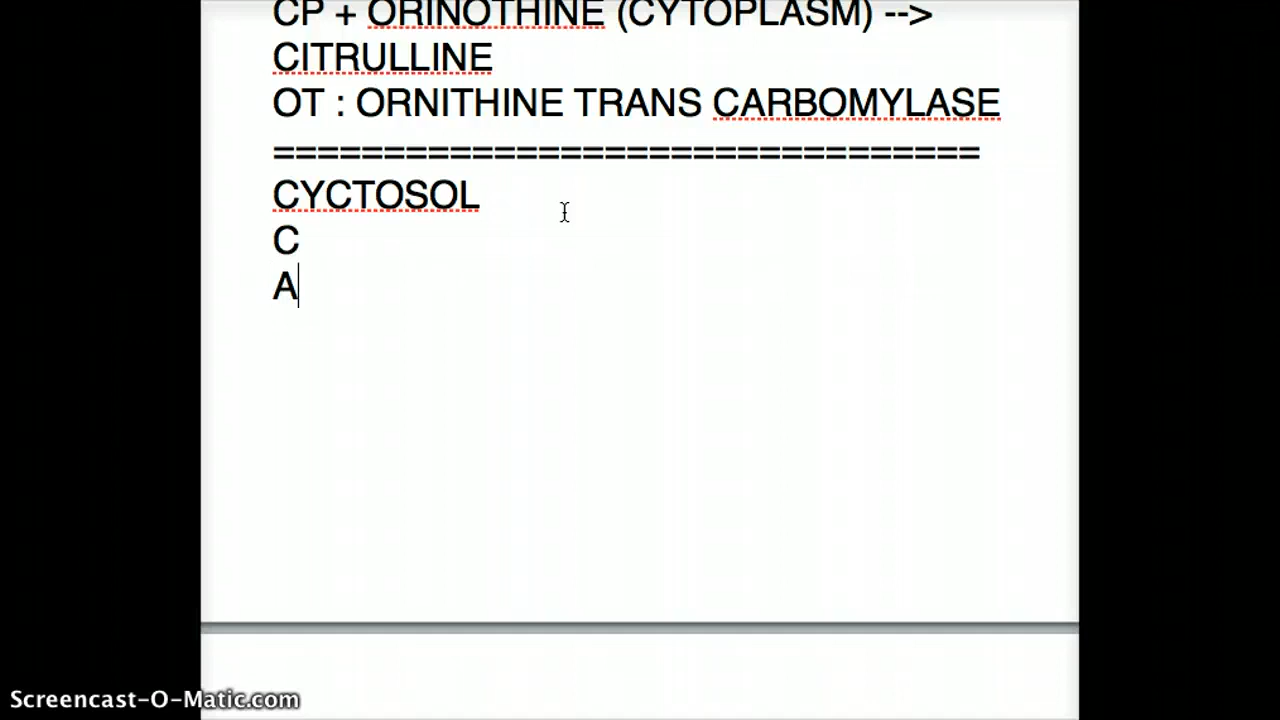 CP + ORINOTHINE (CYTOPLASM) -->
CITRULLINE
OT : ORNITHINE TRANS CARBOMYLASE
================================
CYCTOSOL
C
A
Screencast-O-Matic.com